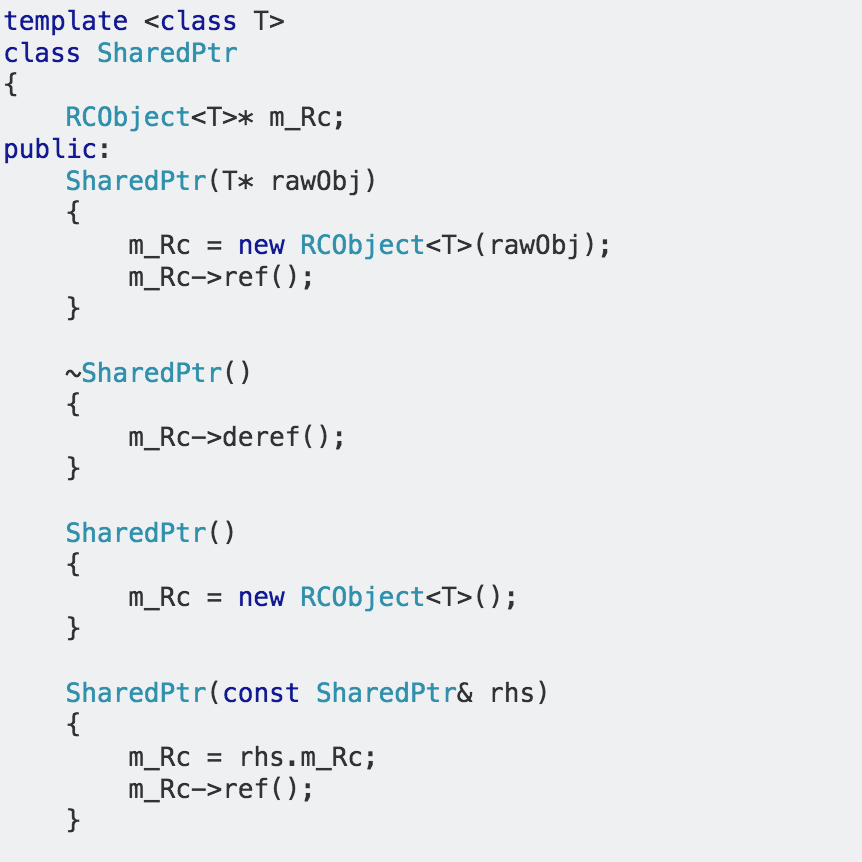 template <class T>
class SharedPtr
{
    RCObject<T>* m_Rc;
public:
    SharedPtr(T* rawObj)
    {
        m_Rc = new RCObject<T>(rawObj);
        m_Rc->ref();
    }

    ~SharedPtr()
    {
        m_Rc->deref();
    }

    SharedPtr()
    {
        m_Rc = new RCObject<T>();
    }

    SharedPtr(const SharedPtr& rhs)
    {
        m_Rc = rhs.m_Rc;
        m_Rc->ref();
    }